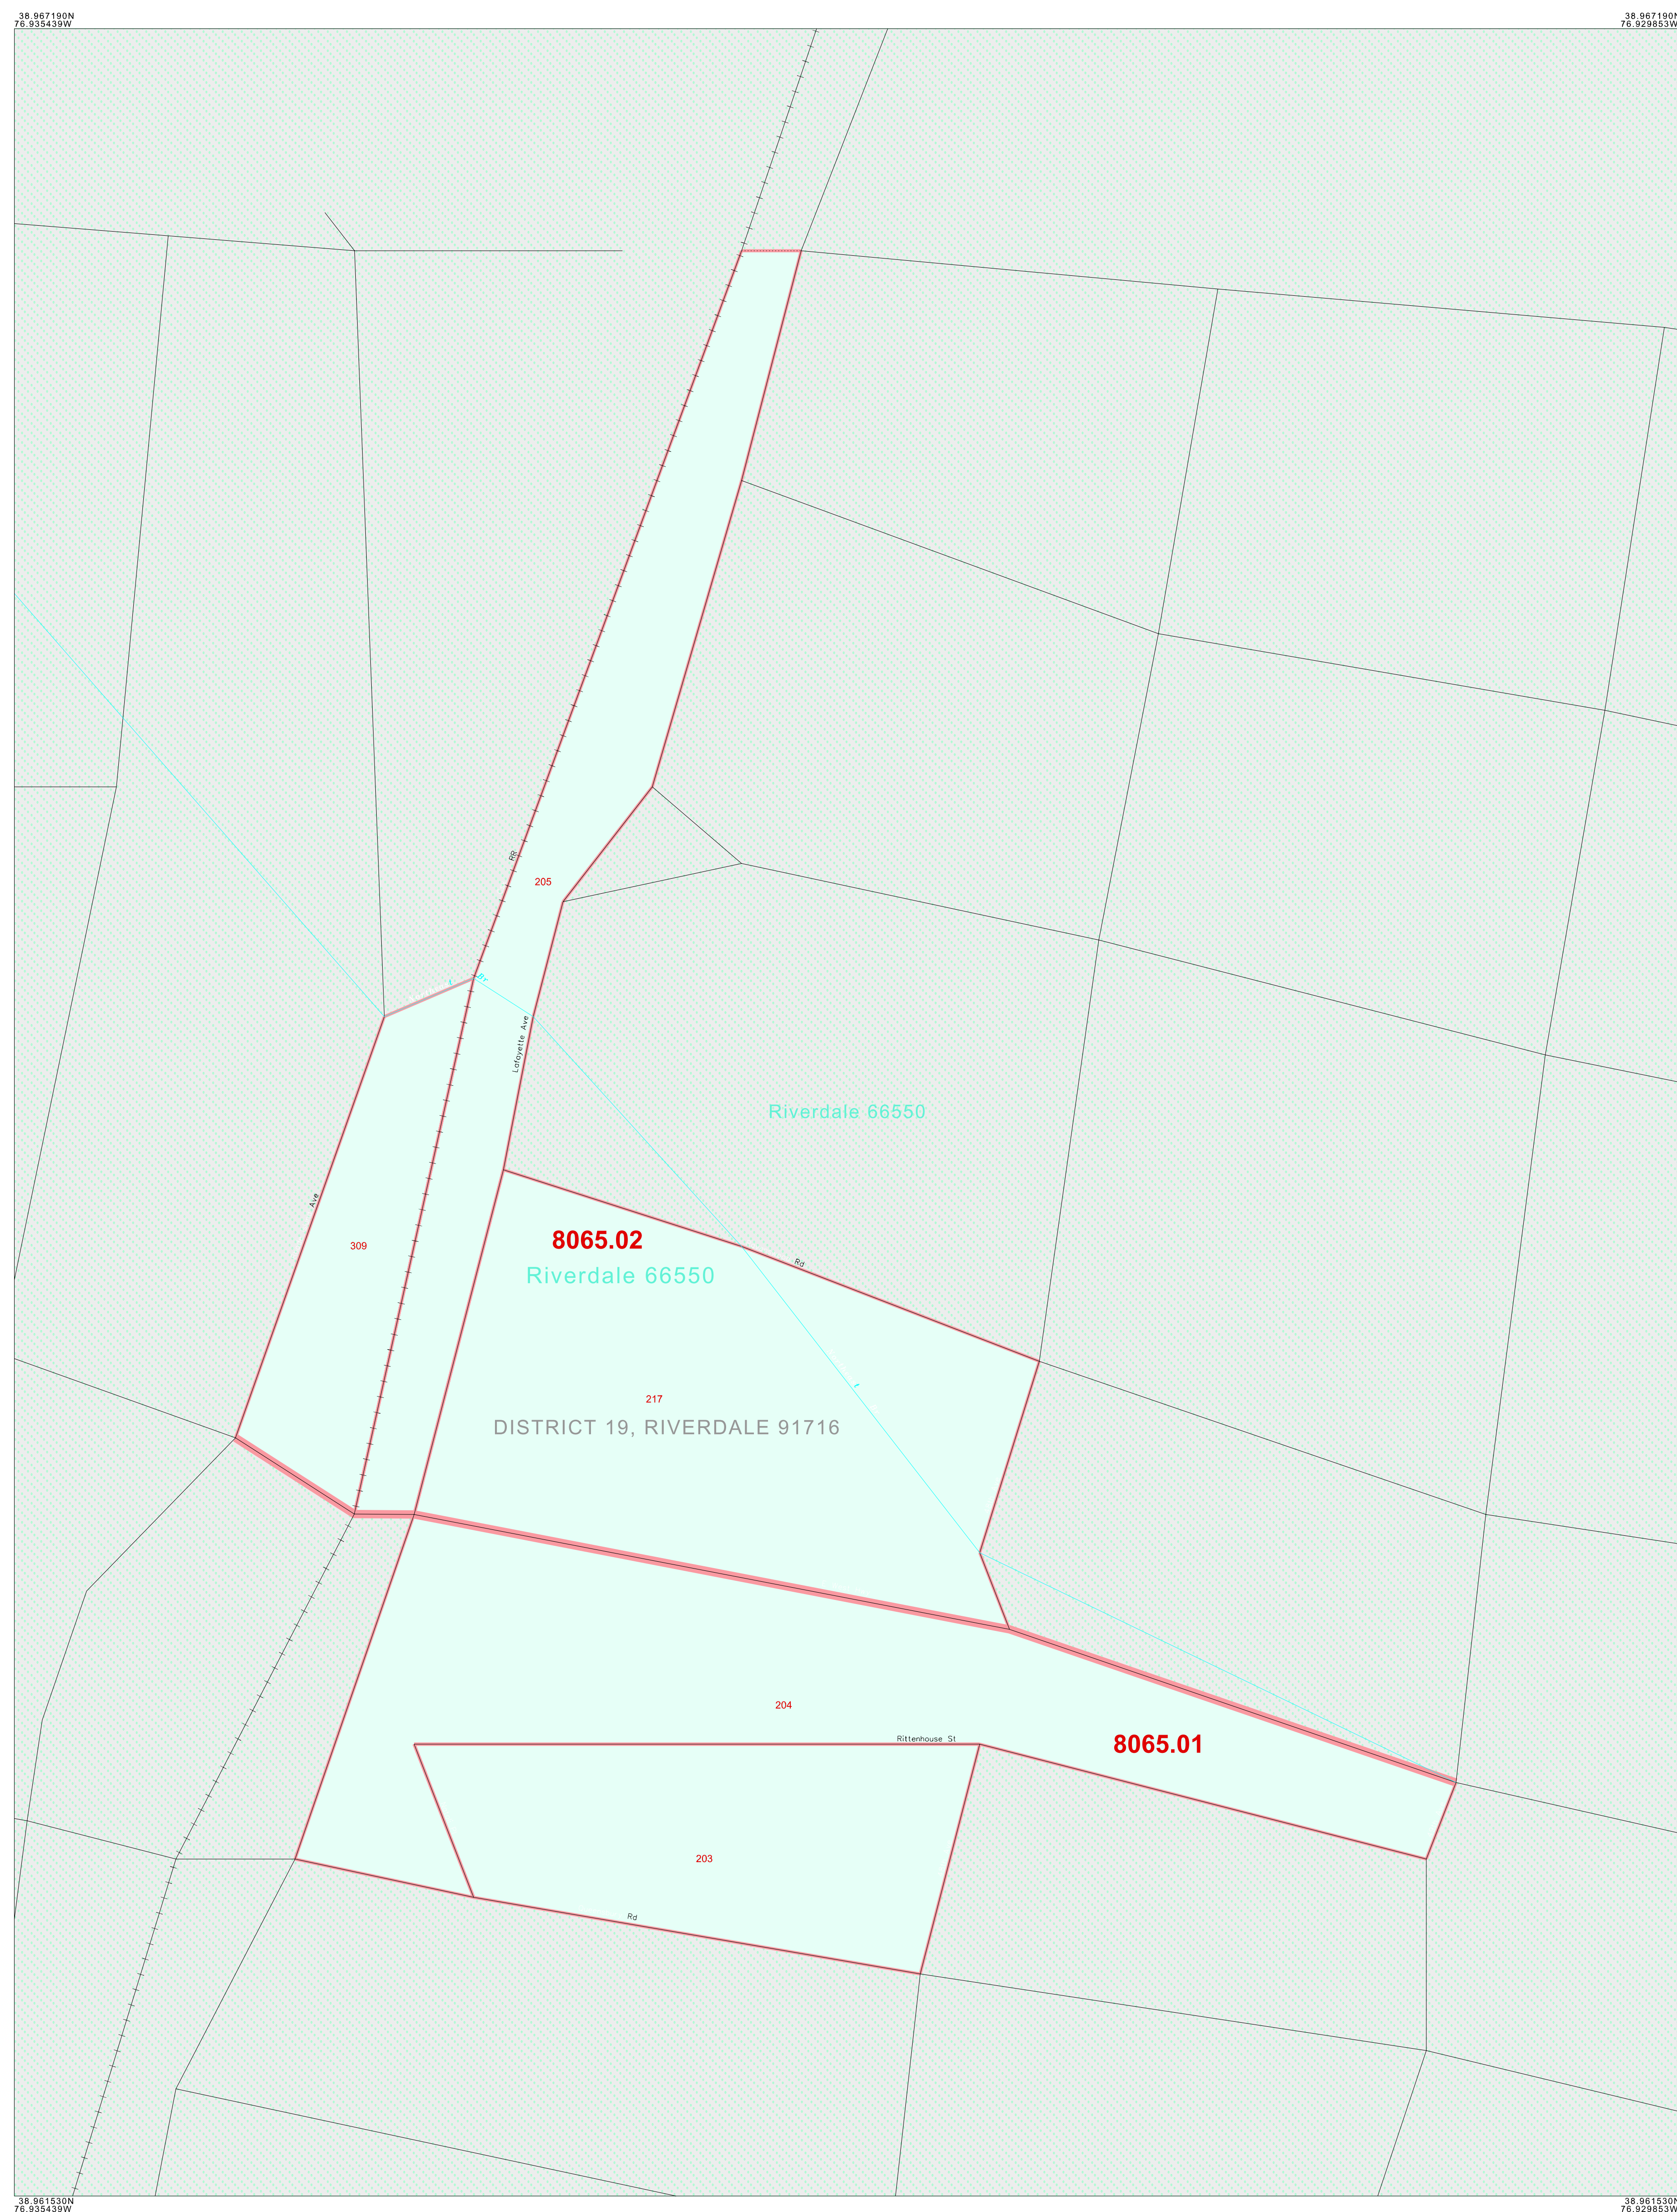 38.967190N
76.935439W
38.967190N
76.929853W
RR
205
Br
Lafayette Ave
Riverdale 66550
Ave
309
8065.02
Rd
Riverdale 66550
217
DISTRICT 19, RIVERDALE 91716
204
Rittenhouse St
8065.01
203
Rd
38.961530N
76.935439W
38.961530N
76.929853W